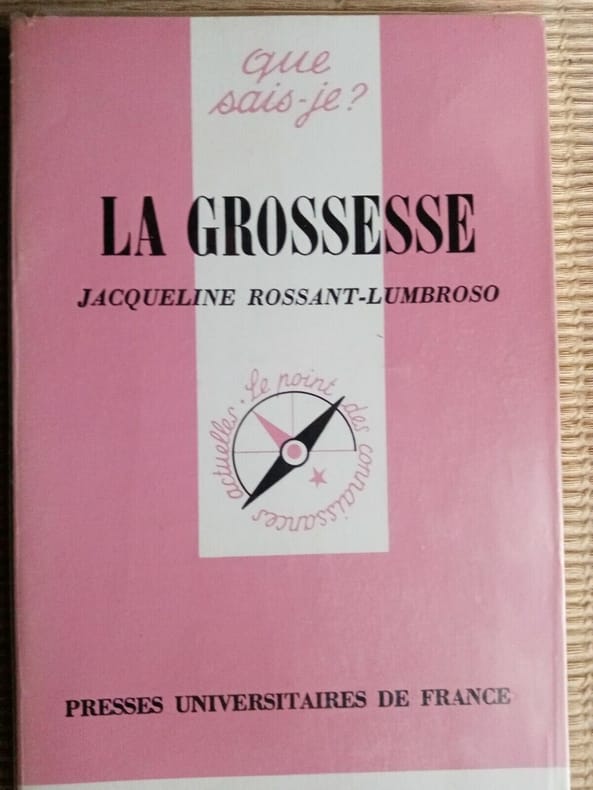 que
sais-je?
LA GROSSESSE
JACQUELINE ROSSANT-LUMBROSO
Le point des connaissances actuelles.
PRESSES UNIVERSITAIRES DE FRANCE